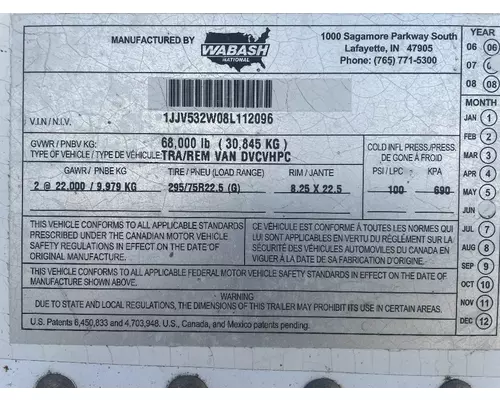 MANUFACTURED BY
WABASH
NATIONAL
1000 Sagamore Parkway South
Lafayette, IN 47905
Phone: (765) 771-5300
V.I.N / N.I.V. 1JJV532W08L112096
GVWR / PNBV KG: 68,000 lb ( 30,845 KG )
TYPE OF VEHICLE / TYPE DE VÉHICULE: TRA/REM VAN DVCVHPC
COLD INFL PRESS/PRESS.
DE GONF À FROID
GAWR / PNBE KG TIRE / PNEU (LOAD RANGE) RIM / JANTE PSI / LPC KPA
2 @ 22,000 / 9,979 KG 295/75R22.5 (G) 8.25 X 22.5 100 690
THIS VEHICLE CONFORMS TO ALL APPLICABLE STANDARDS
PRESCRIBED UNDER THE CANADIAN MOTOR VEHICLE
SAFETY REGULATIONS IN EFFECT ON THE DATE OF
ORIGINAL MANUFACTURE.
CE VÉHICULE EST CONFORME À TOUTES LES NORMES QUI
LUI SONT APPLICABLES EN VERTU DU RÈGLEMENT SUR LA
SÉCURITÉ DES VÉHICULES AUTOMOBILES DU CANADA EN
VIGUER À LA DATE DE SA FABRICATION D'ORIGINE.
THIS VEHICLE CONFORMS TO ALL APPLICABLE FEDERAL MOTOR VEHICLE SAFETY STANDARDS IN EFFECT ON THE DATE OF
MANUFACTURE SHOWN ABOVE.
WARNING
DUE TO STATE AND LOCAL REGULATIONS, THE DIMENSIONS OF THIS TRAILER MAY PROHIBIT ITS USE IN CERTAIN AREAS.
U.S. Patents 6,450,833 and 4,703,948. U.S., Canada, and Mexico patents pending.
YEAR
06 06
07
08 08
MONTH
JAN 1
FEB 2
MAR 3
APR 4
MAY 5
JUN
JUL 7
AUG 8
SEP 9
OCT 10
NOV 11
DEC 12